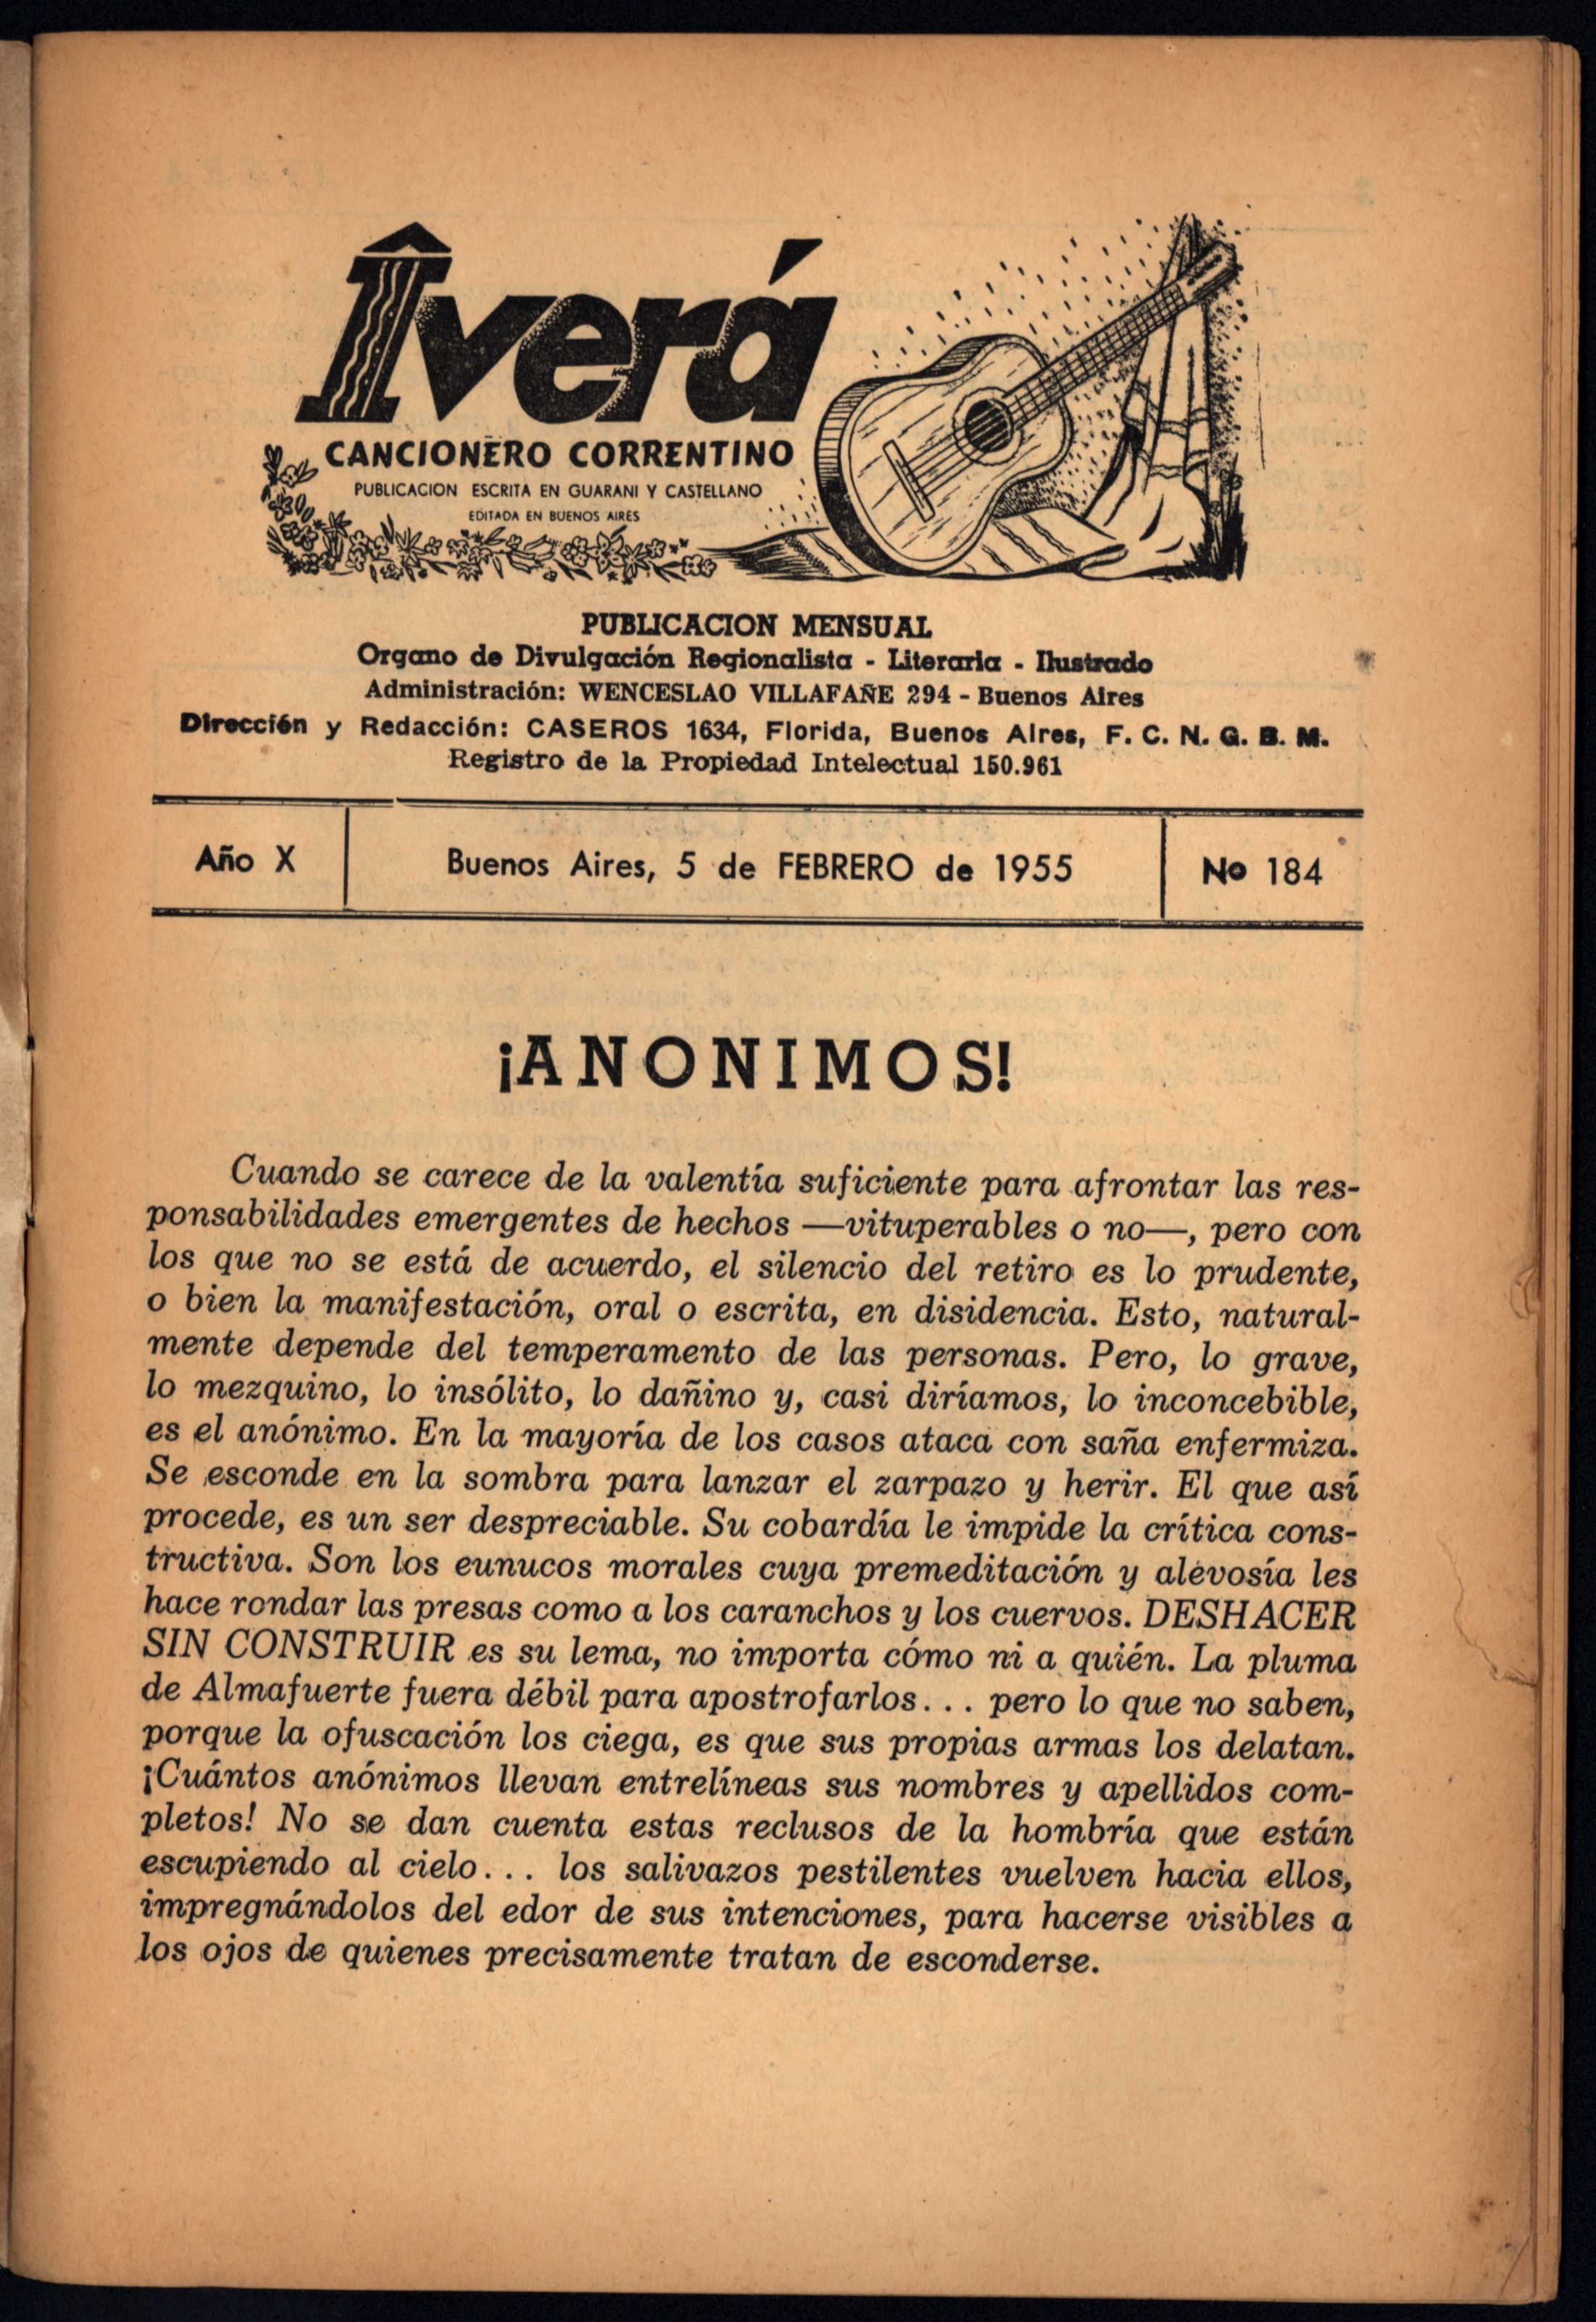 Îverá
CANCIONERO CORRENTINO
PUBLICACION ESCRITA EN GUARANI Y CASTELLANO
EDITADA EN BUENOS AIRES
PUBLICACION MENSUAL
Organo de Divulgación Regionalista - Literaria - Ilustrado
Administración: WENCESLAO VILLAFAÑE 294 - Buenos Aires
Dirección y Redacción: CASEROS 1634, Florida, Buenos Aires, F. C. N. G. B. M.
Registro de la Propiedad Intelectual 150.961
Año X Buenos Aires, 5 de FEBRERO de 1955 Nº 184
¡ANONIMOS!
Cuando se carece de la valentía suficiente para afrontar las res-
ponsabilidades emergentes de hechos —vituperables o no—, pero con
los que no se está de acuerdo, el silencio del retiro es lo prudente,
o bien la manifestación, oral o escrita, en disidencia. Esto, natural-
mente depende del temperamento de las personas. Pero, lo grave,
lo mezquino, lo insólito, lo dañino y, casi diríamos, lo inconcebible,
es el anónimo. En la mayoría de los casos ataca con saña enfermiza.
Se esconde en la sombra para lanzar el zarpazo y herir. El que así
procede, es un ser despreciable. Su cobardía le impide la crítica cons-
tructiva. Son los eunucos morales cuya premeditación y alevosía les
hace rondar las presas como a los caranchos y los cuervos. DESHACER
SIN CONSTRUIR es su lema, no importa cómo ni a quién. La pluma
de Almafuerte fuera débil para apostrofarlos... pero lo que no saben,
porque la ofuscación los ciega, es que sus propias armas los delatan.
¡Cuántos anónimos llevan entrelíneas sus nombres y apellidos com-
pletos! No se dan cuenta estas reclusos de la hombría que están
escupiendo al cielo... los salivazos pestilentes vuelven hacia ellos,
impregnándolos del edor de sus intenciones, para hacerse visibles a
los ojos de quienes precisamente tratan de esconderse.